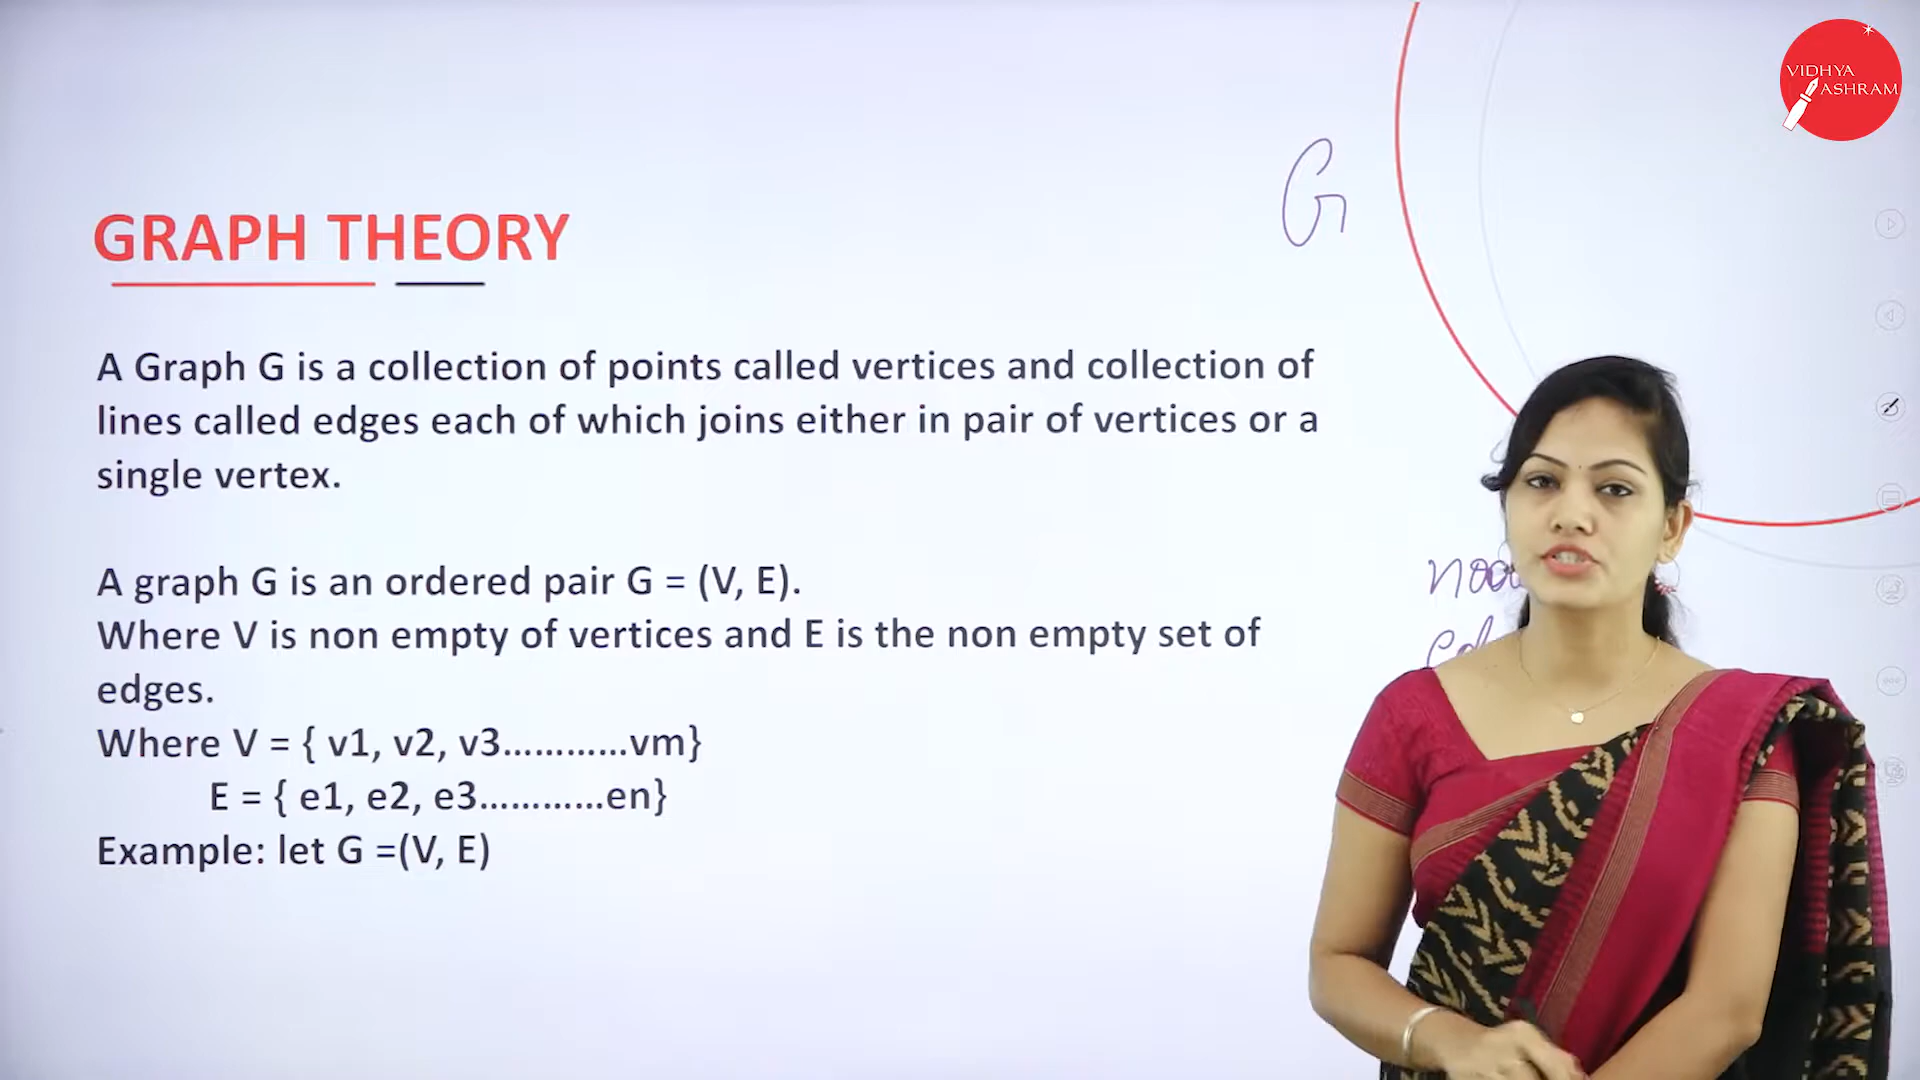 VIDHYA
ASHRAM
G
GRAPH THEORY
A Graph G is a collection of points called vertices and collection of
lines called edges each of which joins either in pair of vertices or a
single vertex.
A graph G is an ordered pair G = (V, E).
Where V is non empty of vertices and E is the non empty set of
edges.
Where V = { v1, v2, v3............vm}
E = { e1, e2, e3............en}
Example: let G =(V, E)